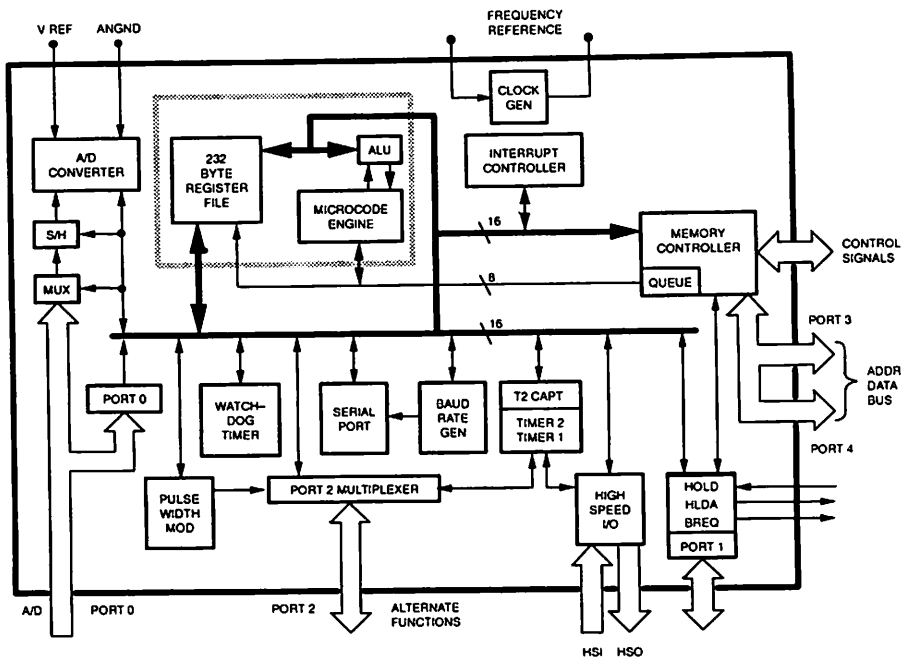 V REF
ANGND
FREQUENCY
REFERENCE
CLOCK
GEN
A/D
CONVERTER
232
BYTE
REGISTER
FILE
ALU
MICROCODE
ENGINE
INTERRUPT
CONTROLLER
S/H
MUX
16
MEMORY
CONTROLLER
QUEUE
CONTROL
SIGNALS
8
16
PORT 3
ADDR
DATA
BUS
PORT 4
PORT 0
WATCH–
DOG
TIMER
SERIAL
PORT
BAUD
RATE
GEN
T2 CAPT
TIMER 2
TIMER 1
PULSE
WIDTH
MOD
PORT 2 MULTIPLEXER
HIGH
SPEED
I/O
HOLD
HLDA
BREQ
PORT 1
A/D
PORT 0
PORT 2
ALTERNATE
FUNCTIONS
HSI
HSO